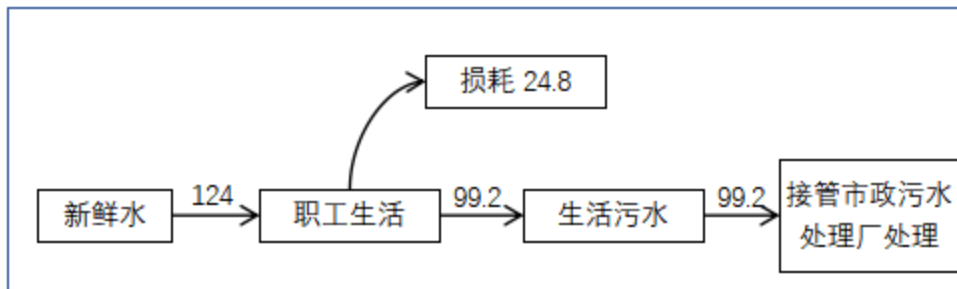 损耗 24.8
新鲜水
124
职工生活
99.2
生活污水
99.2
接管市政污水
处理厂处理